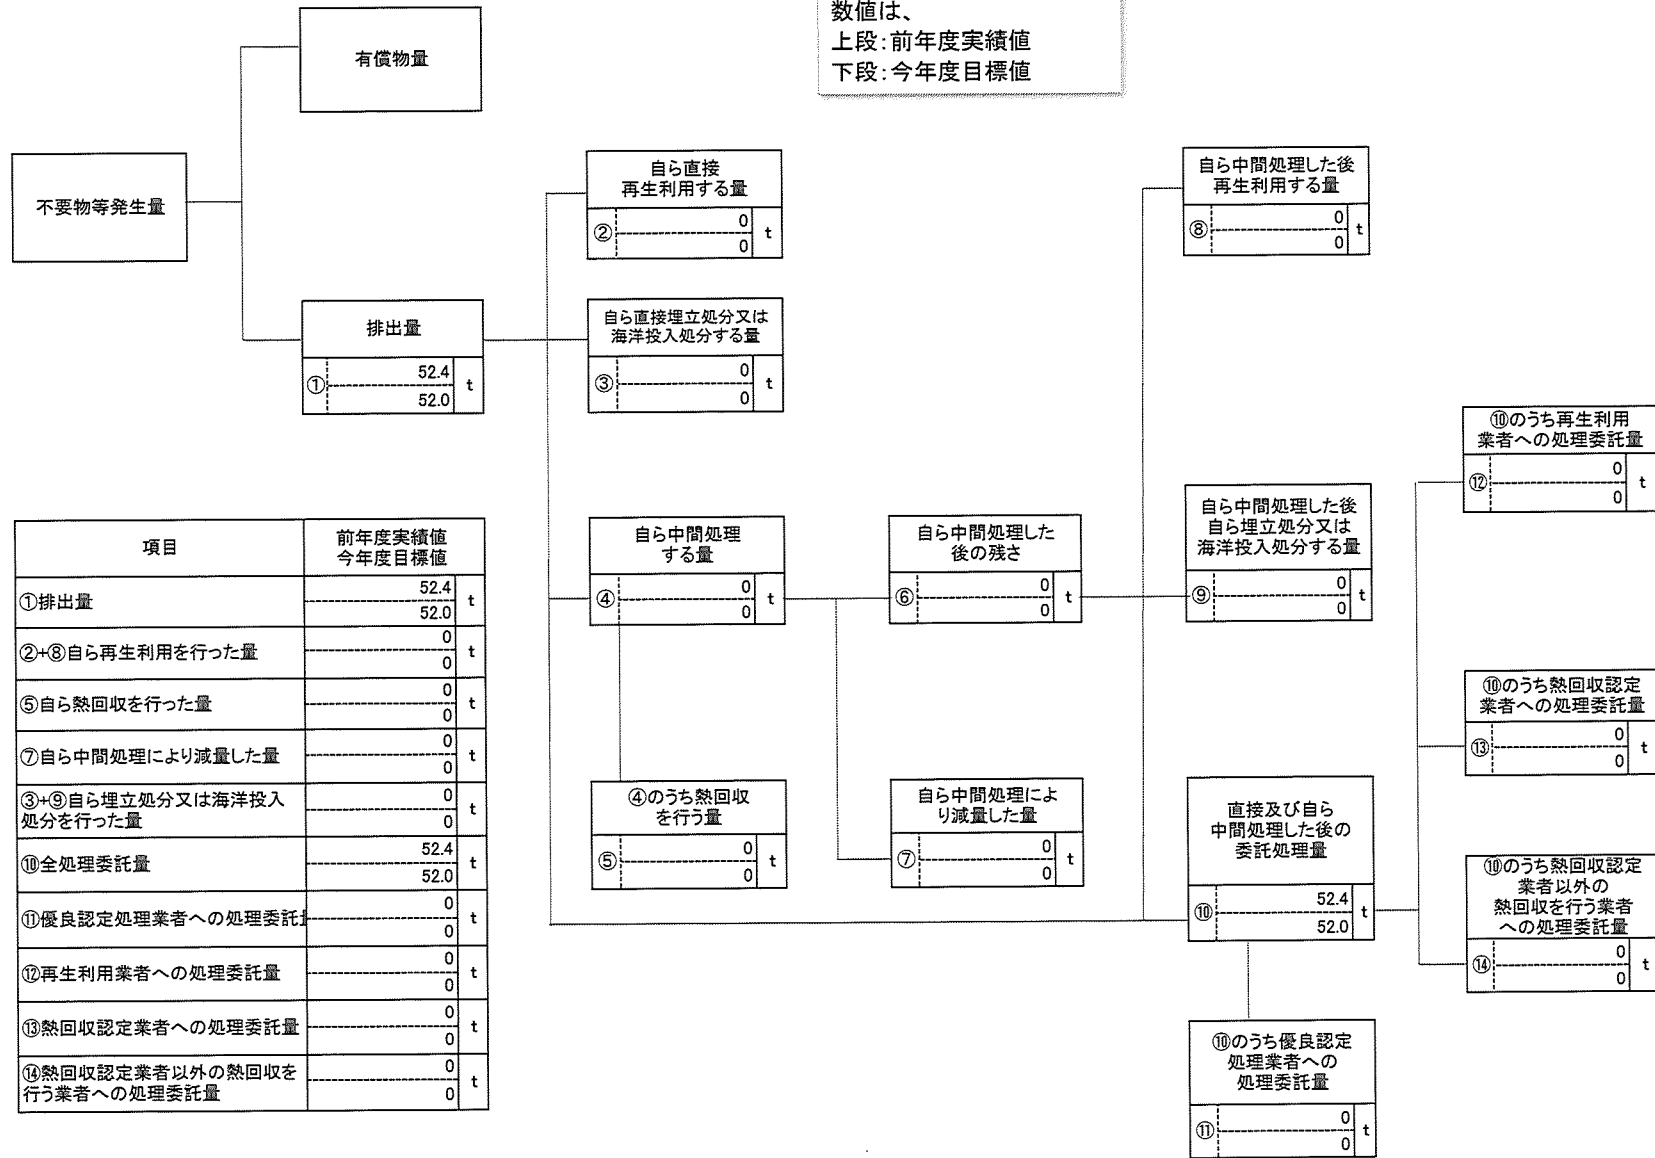 数値は、
上段：前年度実績値
下段：今年度目標値
有償物量
不要物等発生量
排出量
① 52.4 t
52.0
自ら直接
再生利用する量
② 0 t
0
自ら直接埋立処分又は
海洋投入処分する量
③ 0 t
0
自ら中間処理
する量
④ 0 t
0
④のうち熱回収
を行う量
⑤ 0 t
0
自ら中間処理した
後の残さ
⑥ 0 t
0
自ら中間処理によ
り減量した量
⑦ 0 t
0
自ら中間処理した後
再生利用する量
⑧ 0 t
0
自ら中間処理した後
自ら埋立処分又は
海洋投入処分する量
⑨ 0 t
0
直接及び自ら
中間処理した後の
委託処理量
⑩ 52.4 t
52.0
⑩のうち優良認定
処理業者への
処理委託量
⑪ 0 t
0
⑩のうち再生利用
業者への処理委託量
⑫ 0 t
0
⑩のうち熱回収認定
業者への処理委託量
⑬ 0 t
0
⑩のうち熱回収認定
業者以外の
熱回収を行う業者
への処理委託量
⑭ 0 t
0
項目 前年度実績値
今年度目標値
①排出量 52.4 t
52.0
②+⑧自ら再生利用を行った量 0 t
0
⑤自ら熱回収を行った量 0 t
0
⑦自ら中間処理により減量した量 0 t
0
③+⑨自ら埋立処分又は海洋投入
処分を行った量 0 t
0
⑩全処理委託量 52.4 t
52.0
⑪優良認定処理業者への処理委託 0 t
0
⑫再生利用業者への処理委託量 0 t
0
⑬熱回収認定業者への処理委託量 0 t
0
⑭熱回収認定業者以外の熱回収を
行う業者への処理委託量 0 t
0